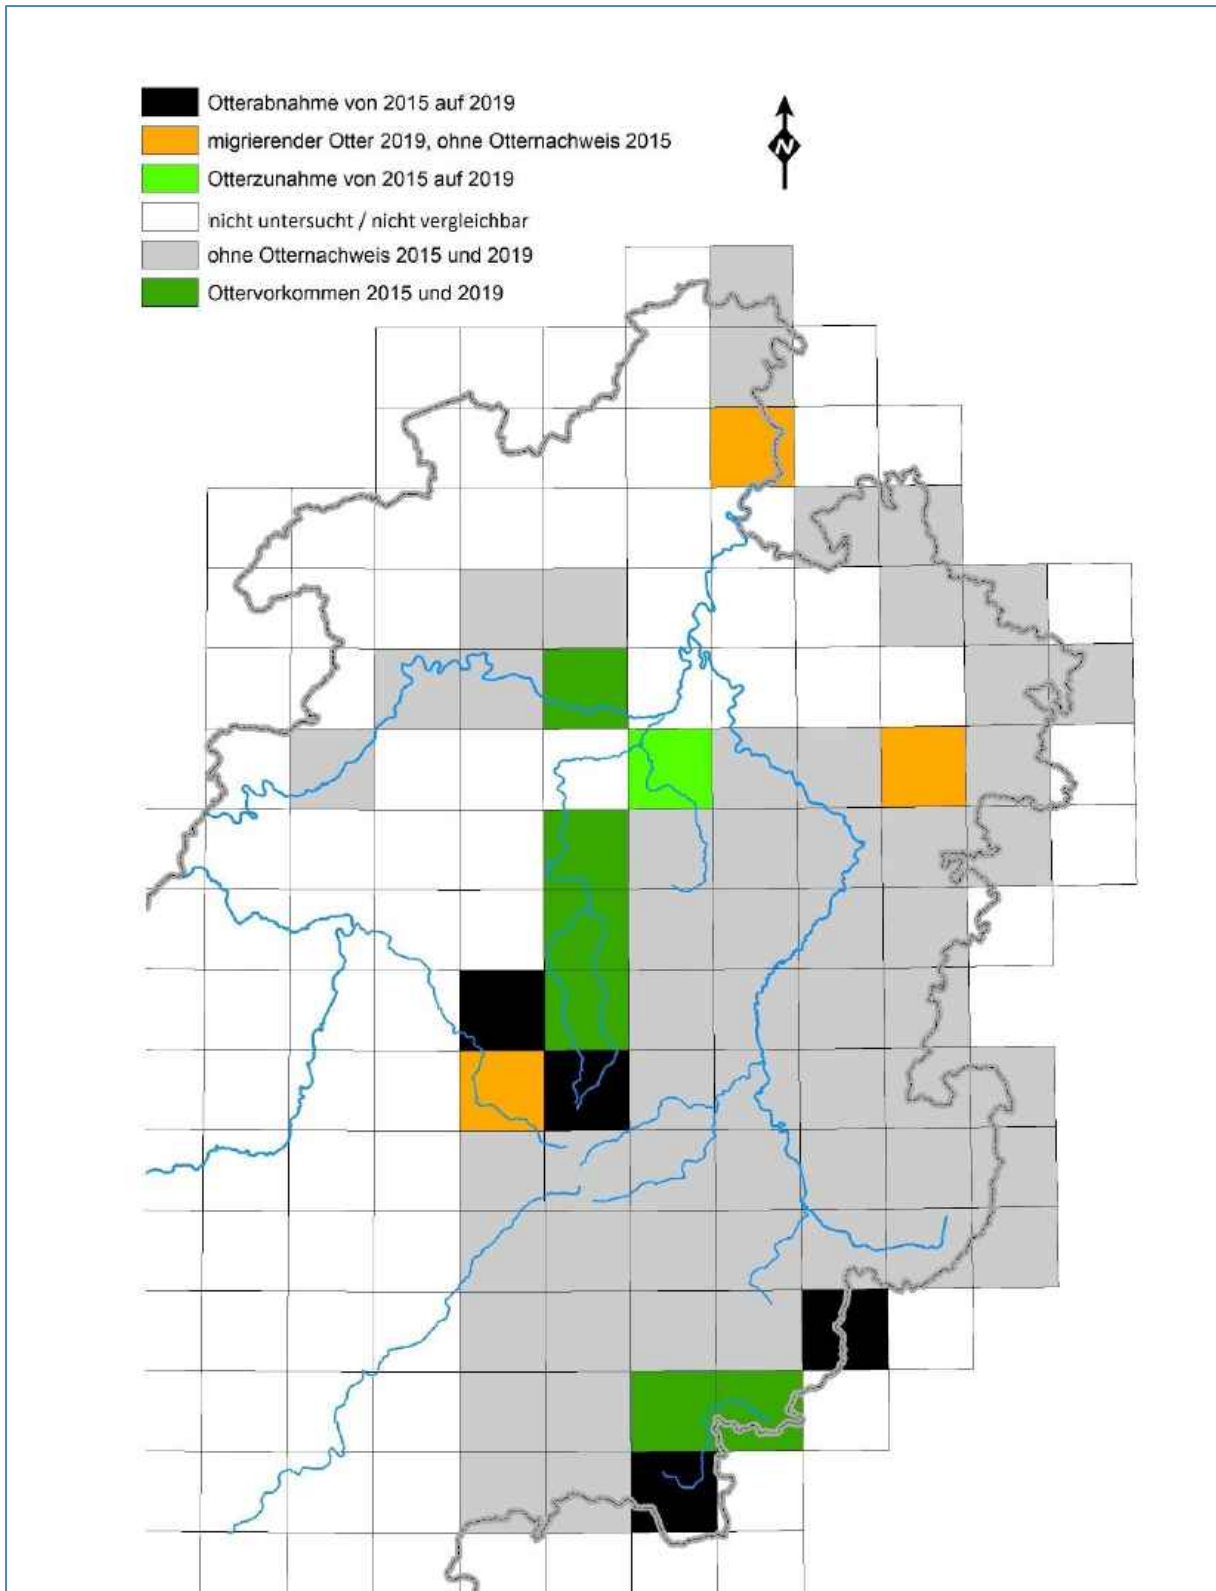 Otterabnahme von 2015 auf 2019
migrierender Otter 2019, ohne Otternachweis 2015
Otterzunahme von 2015 auf 2019
nicht untersucht / nicht vergleichbar
ohne Otternachweis 2015 und 2019
Ottervorkommen 2015 und 2019
N